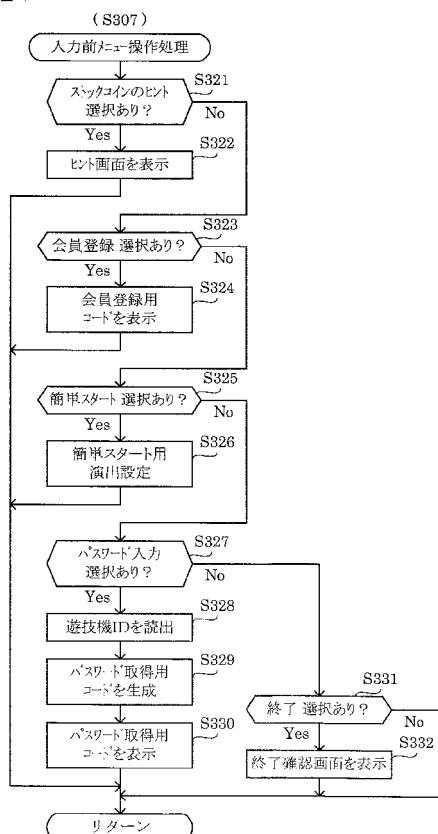 (S307)
入力前メニュー操作処理
S321
ストックコインのヒント
選択あり?
No
Yes
S322
ヒント画面を表示
S323
会員登録 選択あり?
Yes
No
S324
会員登録用
コードを表示
S325
簡単スタート 選択あり?
Yes
No
S326
簡単スタート用
演出設定
S327
パスワード入力
選択あり?
No
Yes
S328
遊技機IDを読出
S329
パスワード取得用
コードを生成
S331
終了 選択あり?
No
S330
Yes
S332
パスワード取得用
コードを表示
終了確認画面を表示
リターン